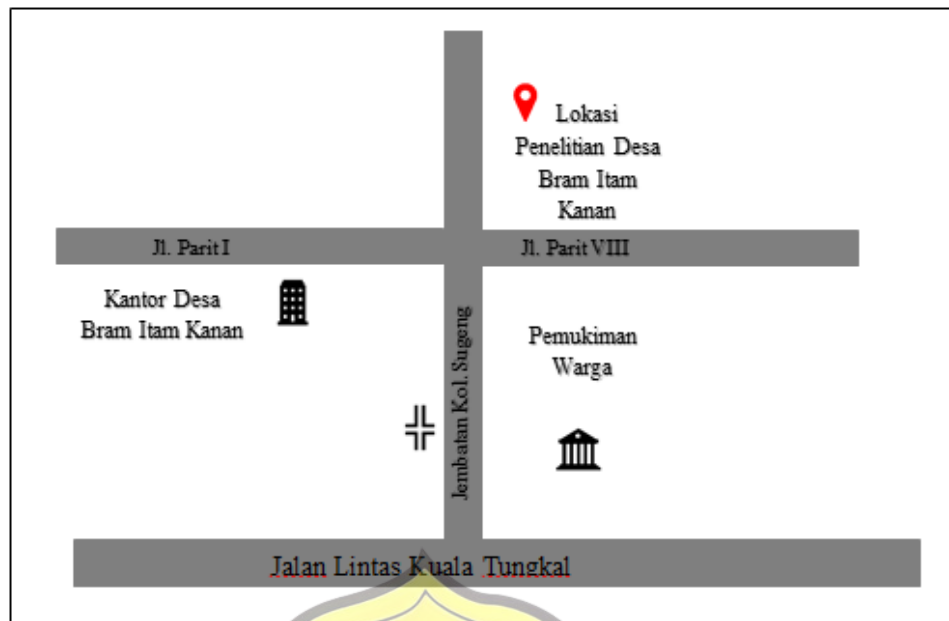 Lokasi
Penelitian Desa
Bram Itam
Kanan
Jl. Parit I
Jl. Parit VIII
Kantor Desa
Bram Itam Kanan
Jembatan Kol. Sugeng
Pemukiman
Warga
Jalan Lintas Kuala Tungkal